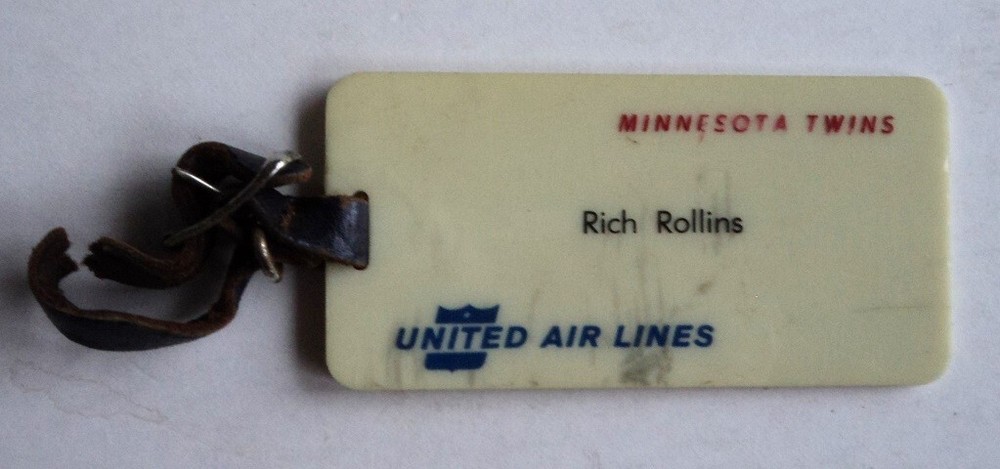 MINNESOTA TWINS
Rich Rollins
UNITED AIR LINES